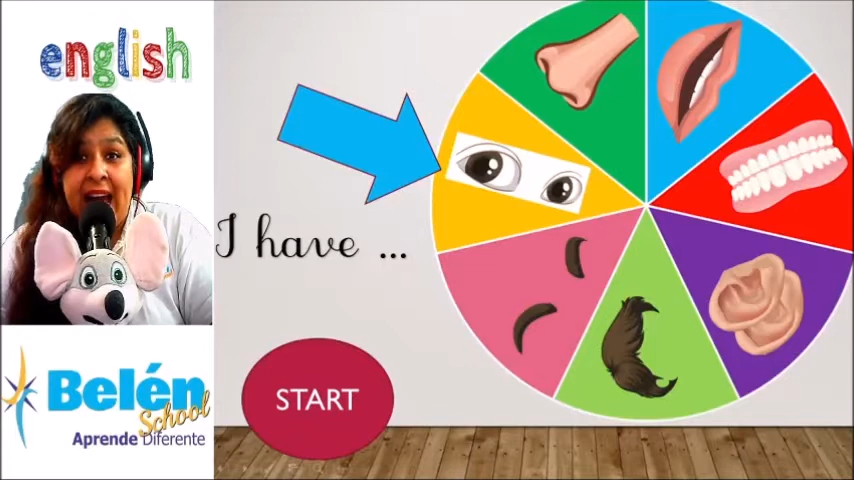 english
I have ...
START
Belén
School
Aprende Diferente